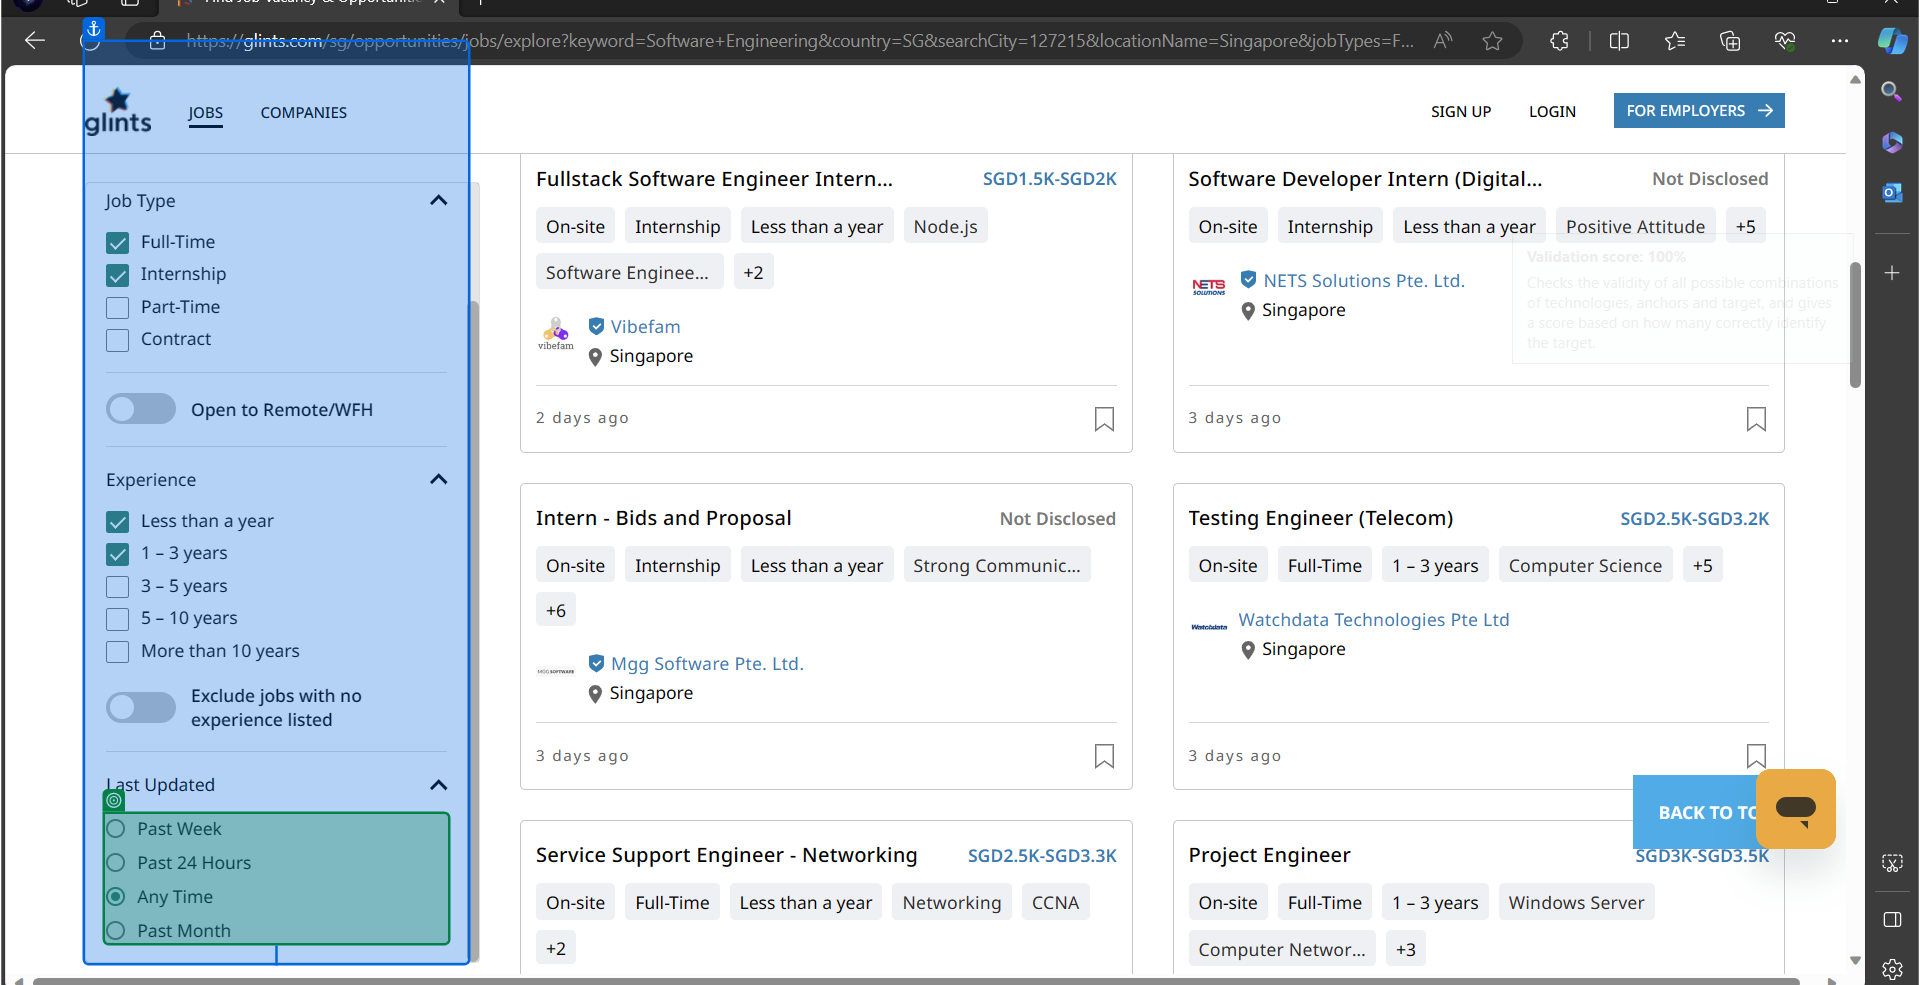 https://glints.com/sg/opportunities/jobs/explore?keyword=Software+Engineering&country=SG&searchCity=127215&locationName=Singapore&jobTypes=F...
glints
JOBS
COMPANIES
SIGN UP
LOGIN
FOR EMPLOYERS
Job Type
Full-Time
Internship
Part-Time
Contract
Open to Remote/WFH
Experience
Less than a year
1 – 3 years
3 – 5 years
5 – 10 years
More than 10 years
Exclude jobs with no
experience listed
Last Updated
Past Week
Past 24 Hours
Any Time
Past Month
Fullstack Software Engineer Intern...
SGD1.5K-SGD2K
On-site
Internship
Less than a year
Node.js
Software Enginee...
+2
vibefam
Vibefam
Singapore
2 days ago
Software Developer Intern (Digital...
Not Disclosed
On-site
Internship
Less than a year
Positive Attitude
+5
Validation score: 100%
Checks the validity of all possible combinations
of technologies, anchors and target, and gives
a score based on how many correctly identify
the target.
NETS
SOLUTIONS
NETS Solutions Pte. Ltd.
Singapore
3 days ago
Intern - Bids and Proposal
Not Disclosed
On-site
Internship
Less than a year
Strong Communic...
+6
MGG SOFTWARE
Mgg Software Pte. Ltd.
Singapore
3 days ago
Testing Engineer (Telecom)
SGD2.5K-SGD3.2K
On-site
Full-Time
1 – 3 years
Computer Science
+5
Watchdata
Watchdata Technologies Pte Ltd
Singapore
3 days ago
BACK TO TO
Service Support Engineer - Networking
SGD2.5K-SGD3.3K
On-site
Full-Time
Less than a year
Networking
CCNA
+2
Project Engineer
SGD3K-SGD3.5K
On-site
Full-Time
1 – 3 years
Windows Server
Computer Networ...
+3